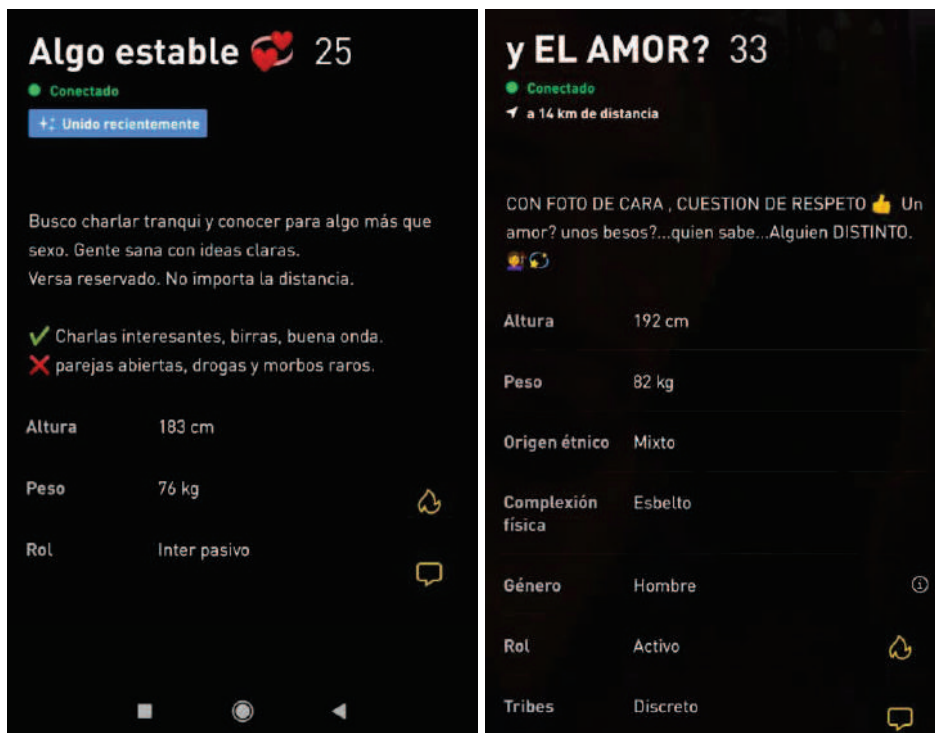 Algo estable 💞 25
Conectado
Unido recientemente
Busco charlar tranqui y conocer para algo más que
sexo. Gente sana con ideas claras.
Versa reservado. No importa la distancia.
✔ Charlas interesantes, birras, buena onda.
❌ parejas abiertas, drogas y morbos raros.
Altura 183 cm
Peso 76 kg
Rol Inter pasivo
y EL AMOR? 33
Conectado
a 14 km de distancia
CON FOTO DE CARA , CUESTION DE RESPETO 👍 Un
amor? unos besos?...quien sabe...Alguien DISTINTO.
💇‍♀️💫
Altura 192 cm
Peso 82 kg
Origen étnico Mixto
Complexión Esbelto
física
Género Hombre
Rol Activo
Tribes Discreto